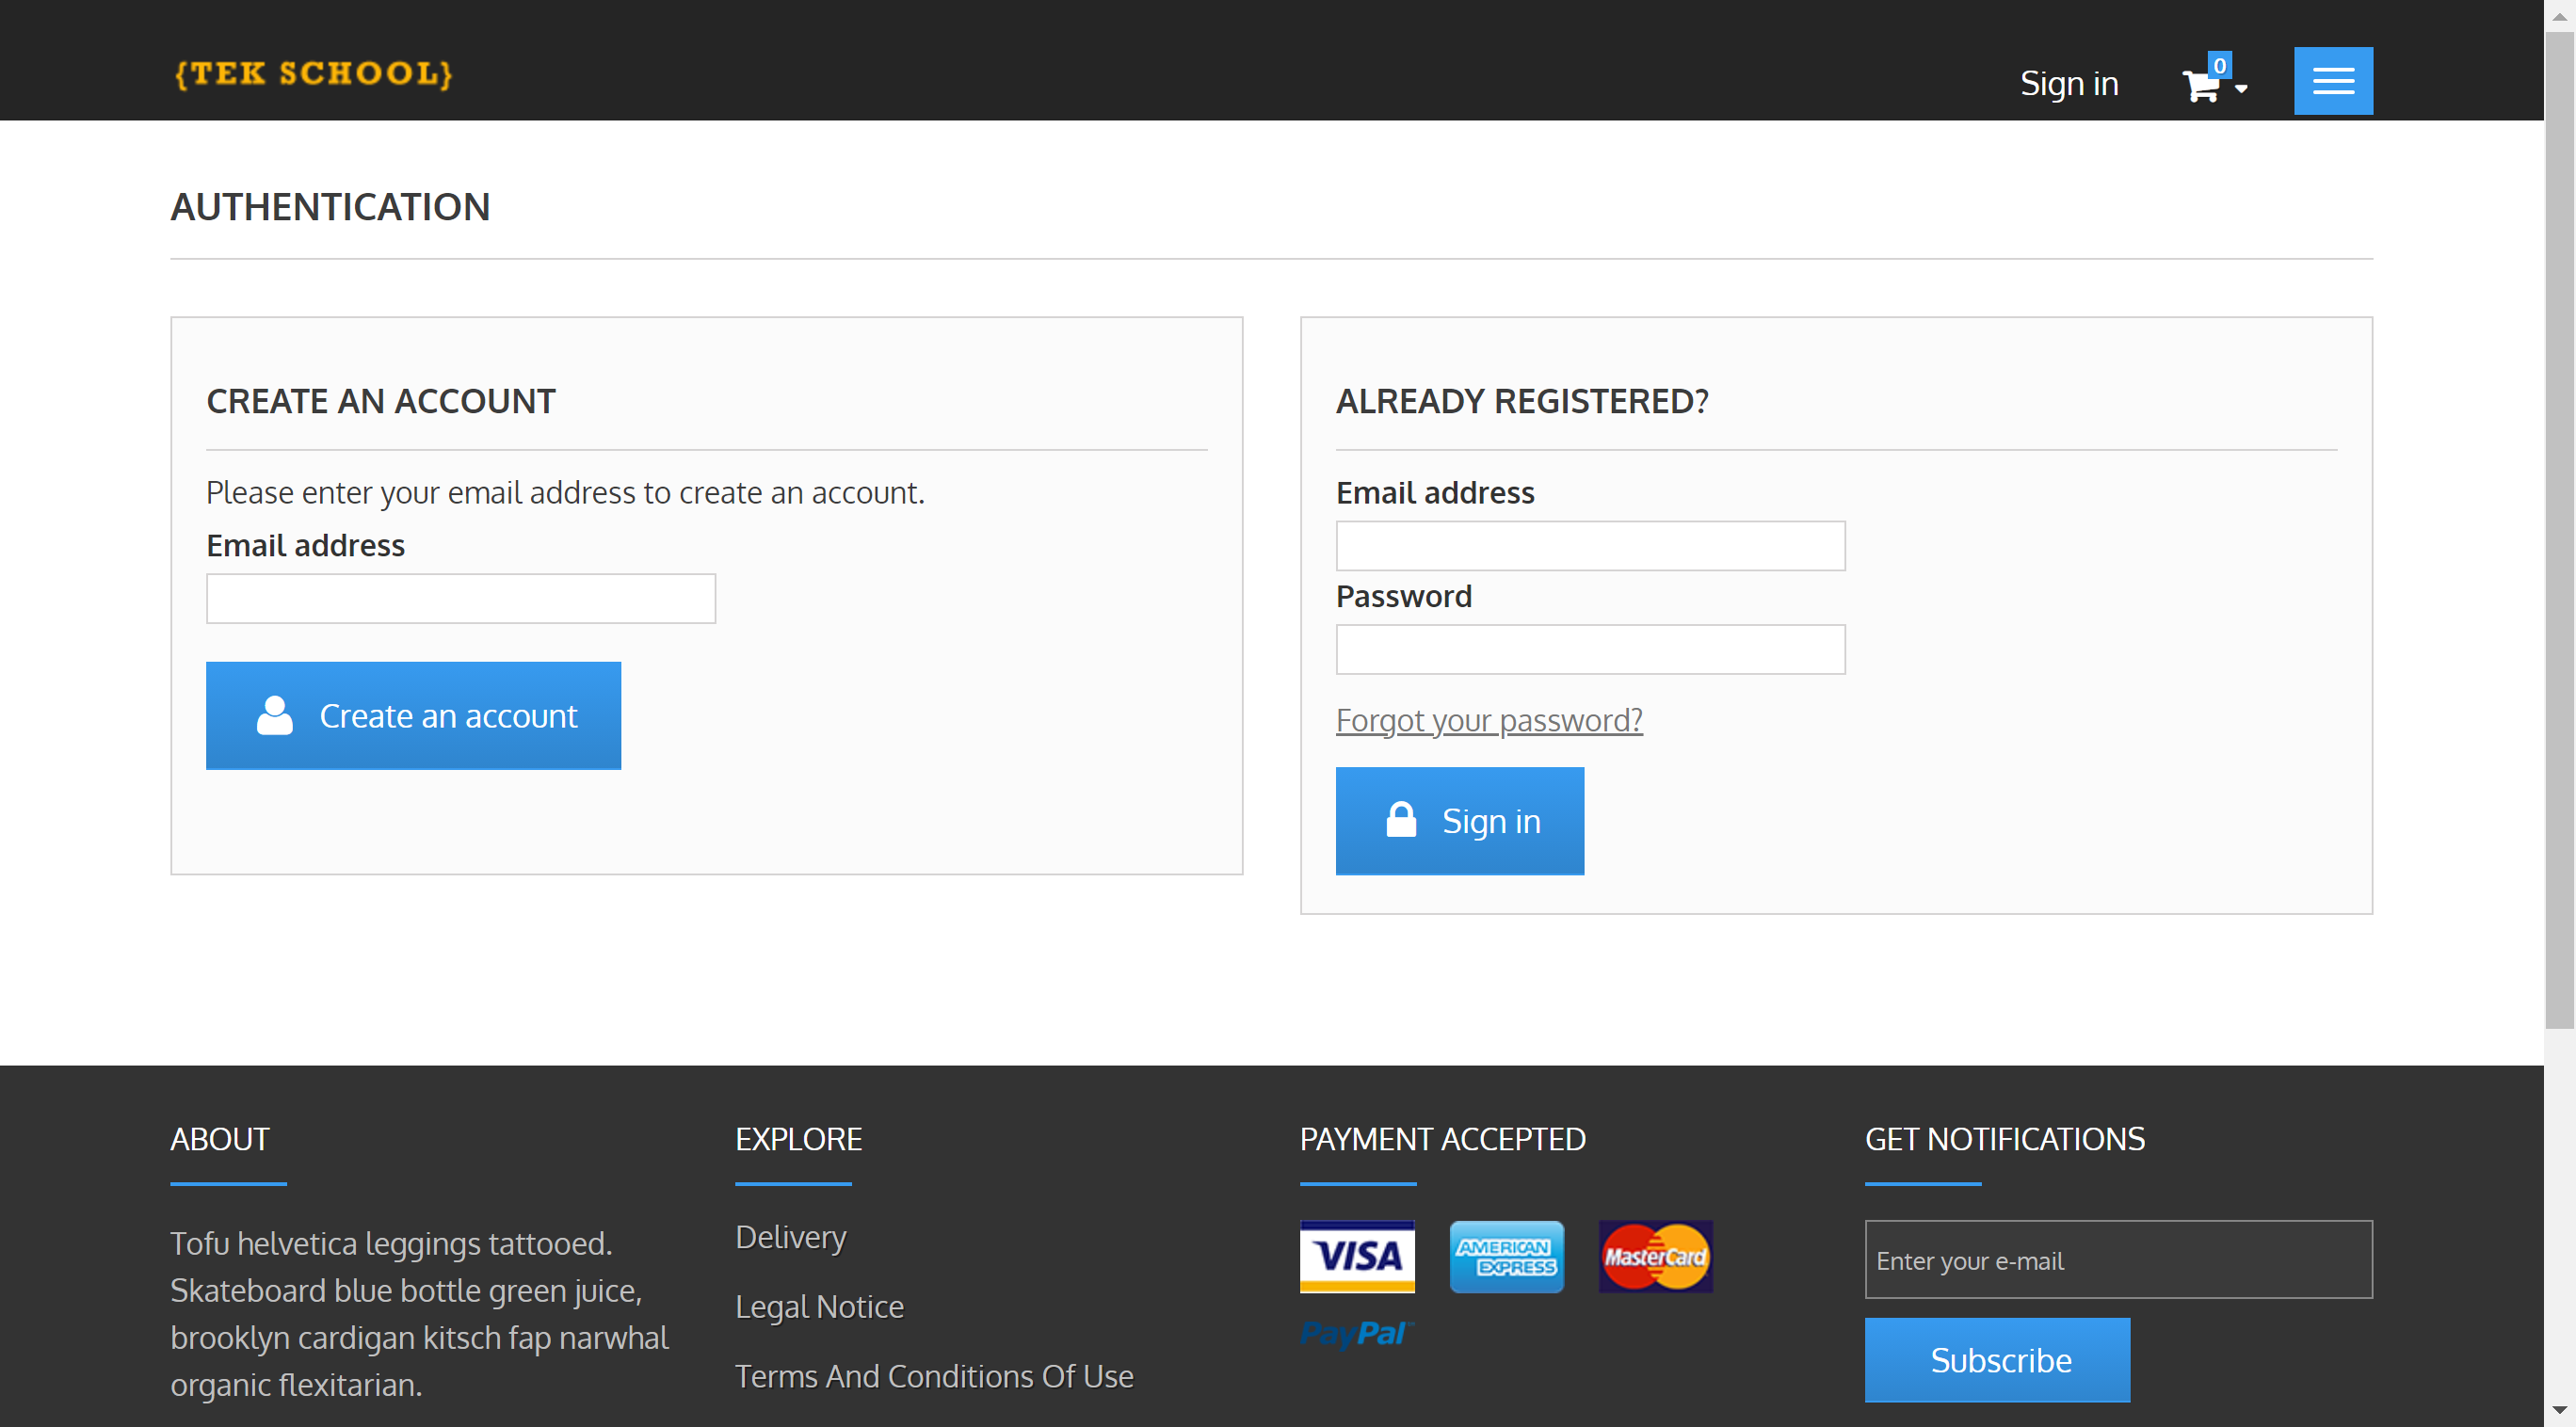 {TEK SCHOOL}
Sign in
0
AUTHENTICATION
CREATE AN ACCOUNT
Please enter your email address to create an account.
Email address
Create an account
ALREADY REGISTERED?
Email address
Password
Forgot your password?
Sign in
ABOUT
Tofu helvetica leggings tattooed.
Skateboard blue bottle green juice,
brooklyn cardigan kitsch fap narwhal
organic flexitarian.
EXPLORE
Delivery
Legal Notice
Terms And Conditions Of Use
PAYMENT ACCEPTED
VISA
AMERICAN
EXPRESS
MasterCard
PayPal
GET NOTIFICATIONS
Enter your e-mail
Subscribe